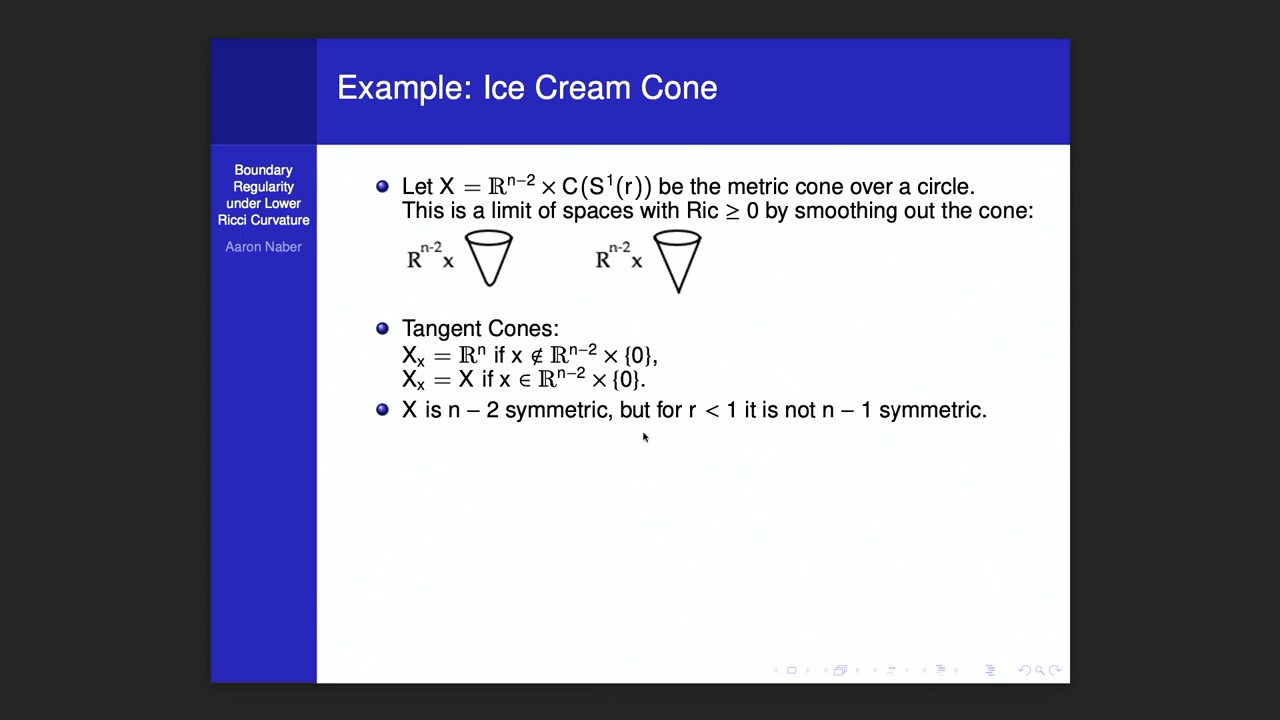 Example: Ice Cream Cone
Boundary
Regularity
under Lower
Ricci Curvature
Aaron Naber
Let X = ℝⁿ⁻² × C(S¹(r)) be the metric cone over a circle.
This is a limit of spaces with Ric ≥ 0 by smoothing out the cone:
Rⁿ⁻² x
Rⁿ⁻² x
Tangent Cones:
Xₓ = ℝⁿ if x ∉ ℝⁿ⁻² × {0},
Xₓ = X if x ∈ ℝⁿ⁻² × {0}.
X is n – 2 symmetric, but for r < 1 it is not n – 1 symmetric.